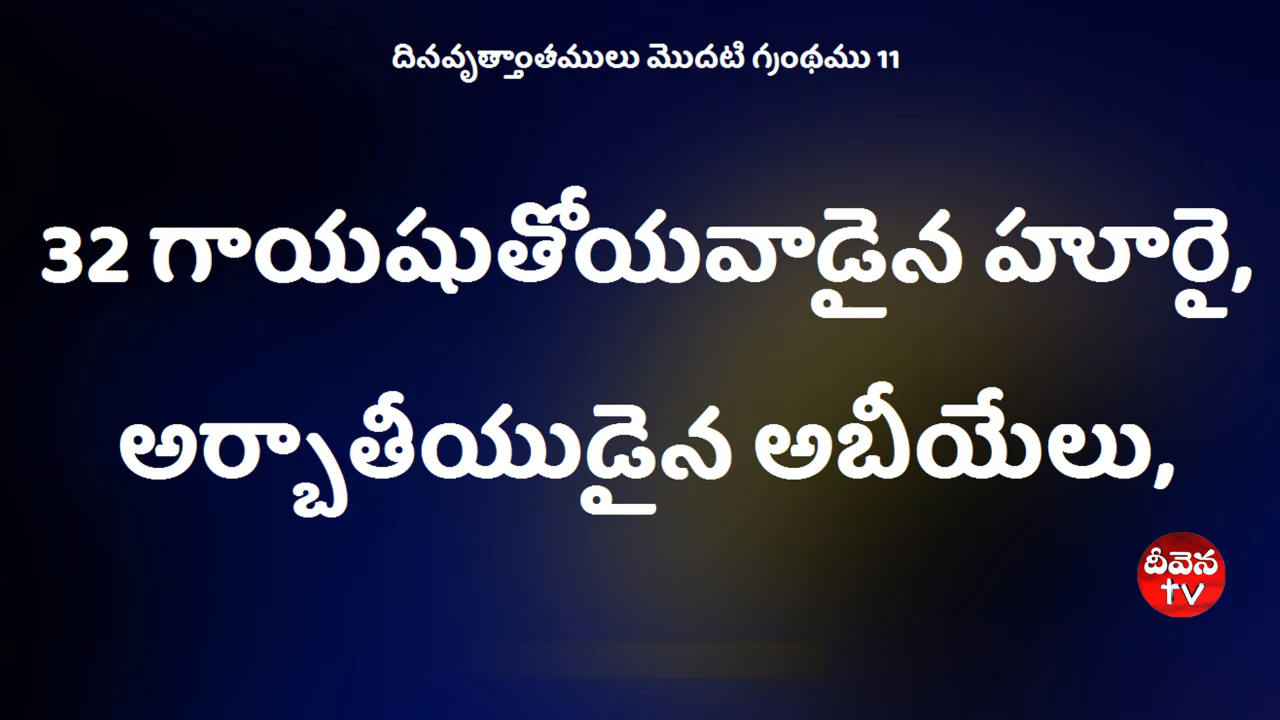 దినవృత్తాంతములు మొదటి గ్రంథము 11
32 గాయషుతోయవాడైన హూరై,
అర్బాతీయుడైన అబీయేలు,
దీవెన
tv